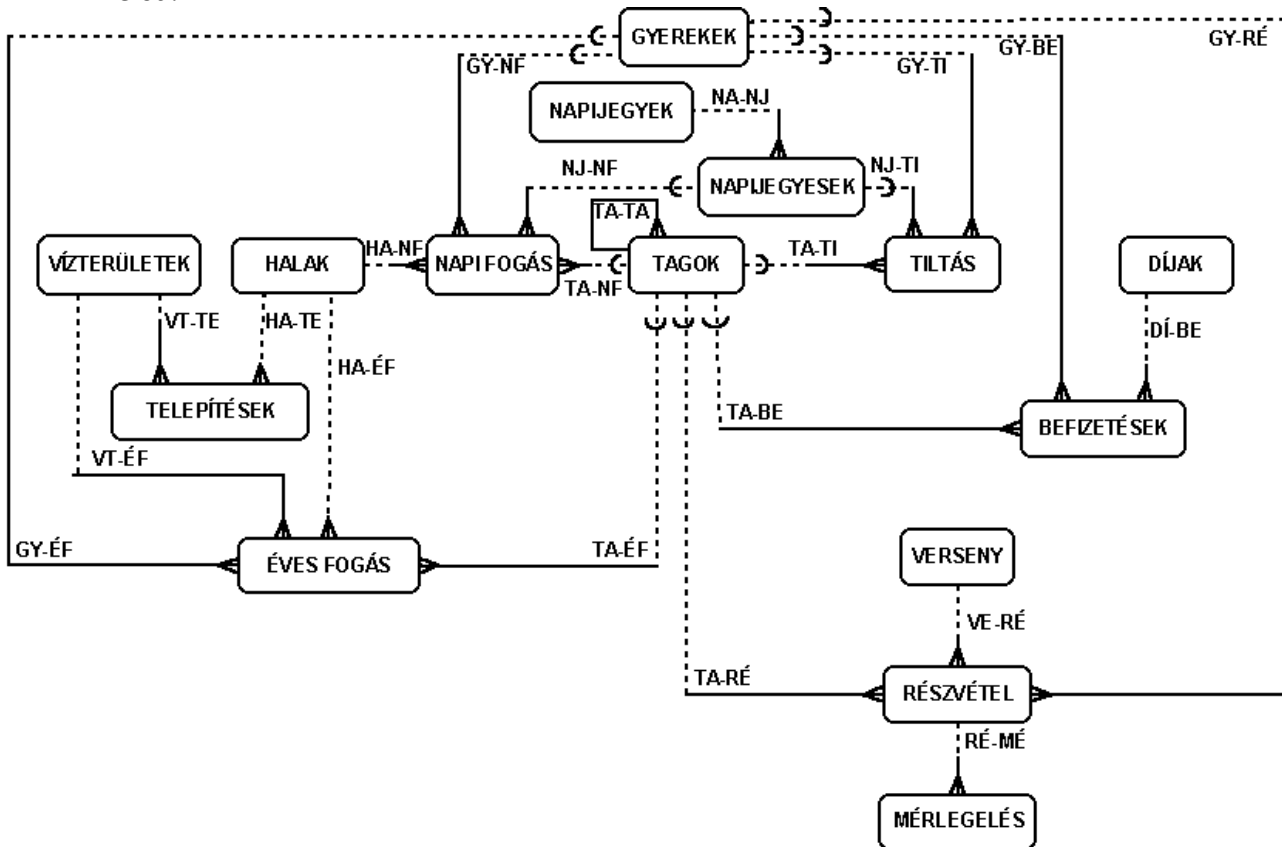 GYEREKEK
GY-NF
GY-TI
GY-BE
GY-RÉ
NAPIJEGYEK
NA-NJ
NJ-NF
NAPIJEGYESEK
NJ-TI
TA-TA
VÍZTERÜLETEK
HALAK
HA-NF
NAPI FOGÁS
TA-NF
TAGOK
TA-TI
TILTÁS
DÍJAK
VT-TE
HA-TE
HA-ÉF
DÍ-BE
TELEPÍTÉSEK
TA-BE
BEFIZETÉSEK
VT-ÉF
GY-ÉF
ÉVES FOGÁS
TA-ÉF
VERSENY
VE-RÉ
TA-RÉ
RÉSZVÉTEL
RÉ-MÉ
MÉRLEGELÉS